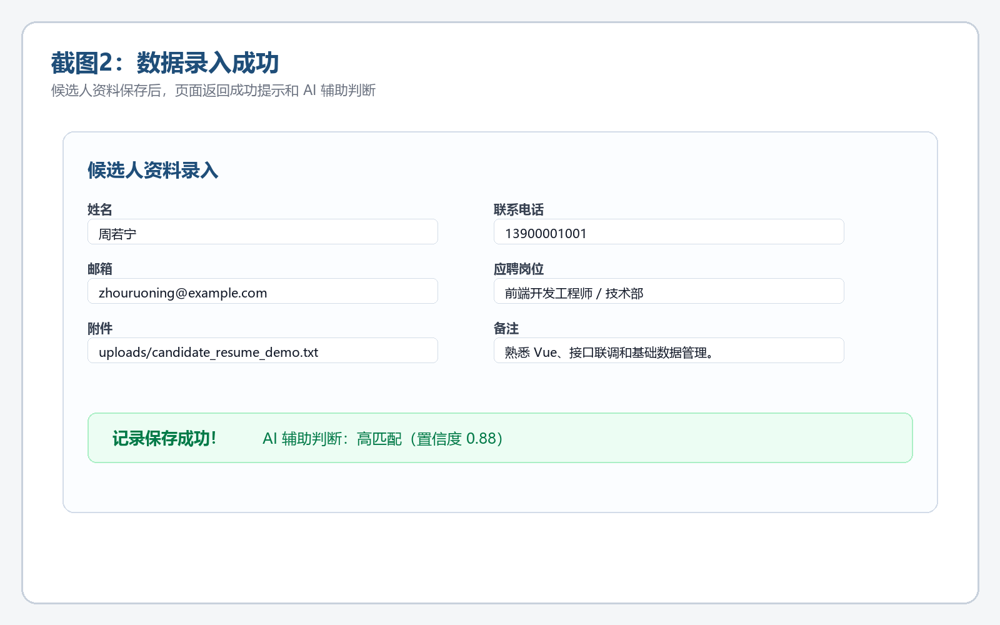 截图2：数据录入成功
候选人资料保存后，页面返回成功提示和 AI 辅助判断
候选人资料录入
姓名
联系电话
周若宁
13900001001
邮箱
应聘岗位
zhouruoning@example.com
前端开发工程师 / 技术部
附件
备注
uploads/candidate_resume_demo.txt
熟悉 Vue、接口联调和基础数据管理。
记录保存成功！
AI 辅助判断：高匹配（置信度 0.88）